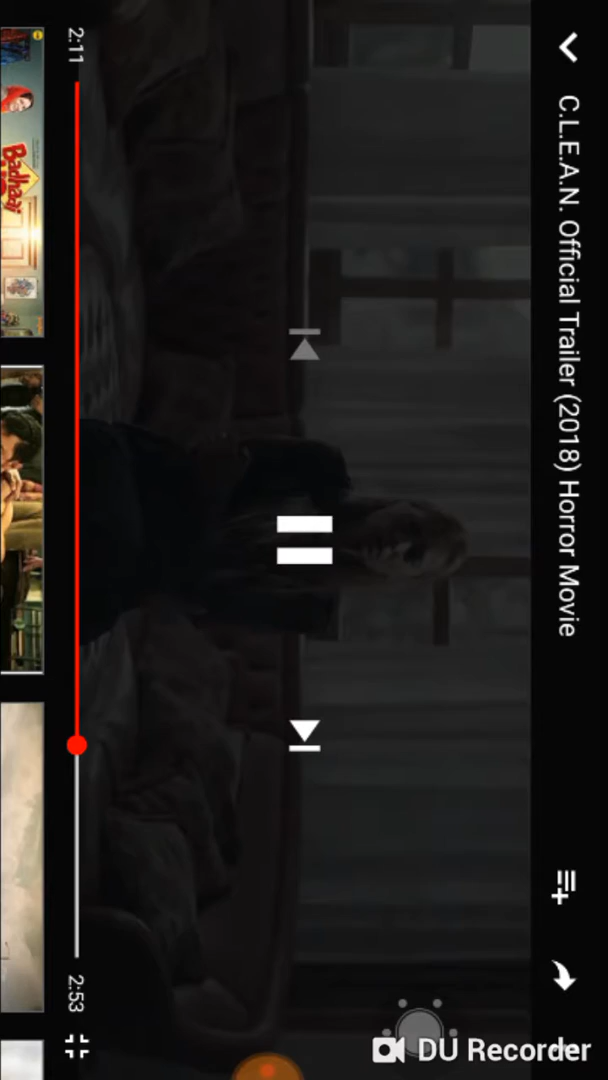 C.L.E.A.N. Official Trailer (2018) Horror Movie
2:11
2:53
Badhaai
DU Recorder